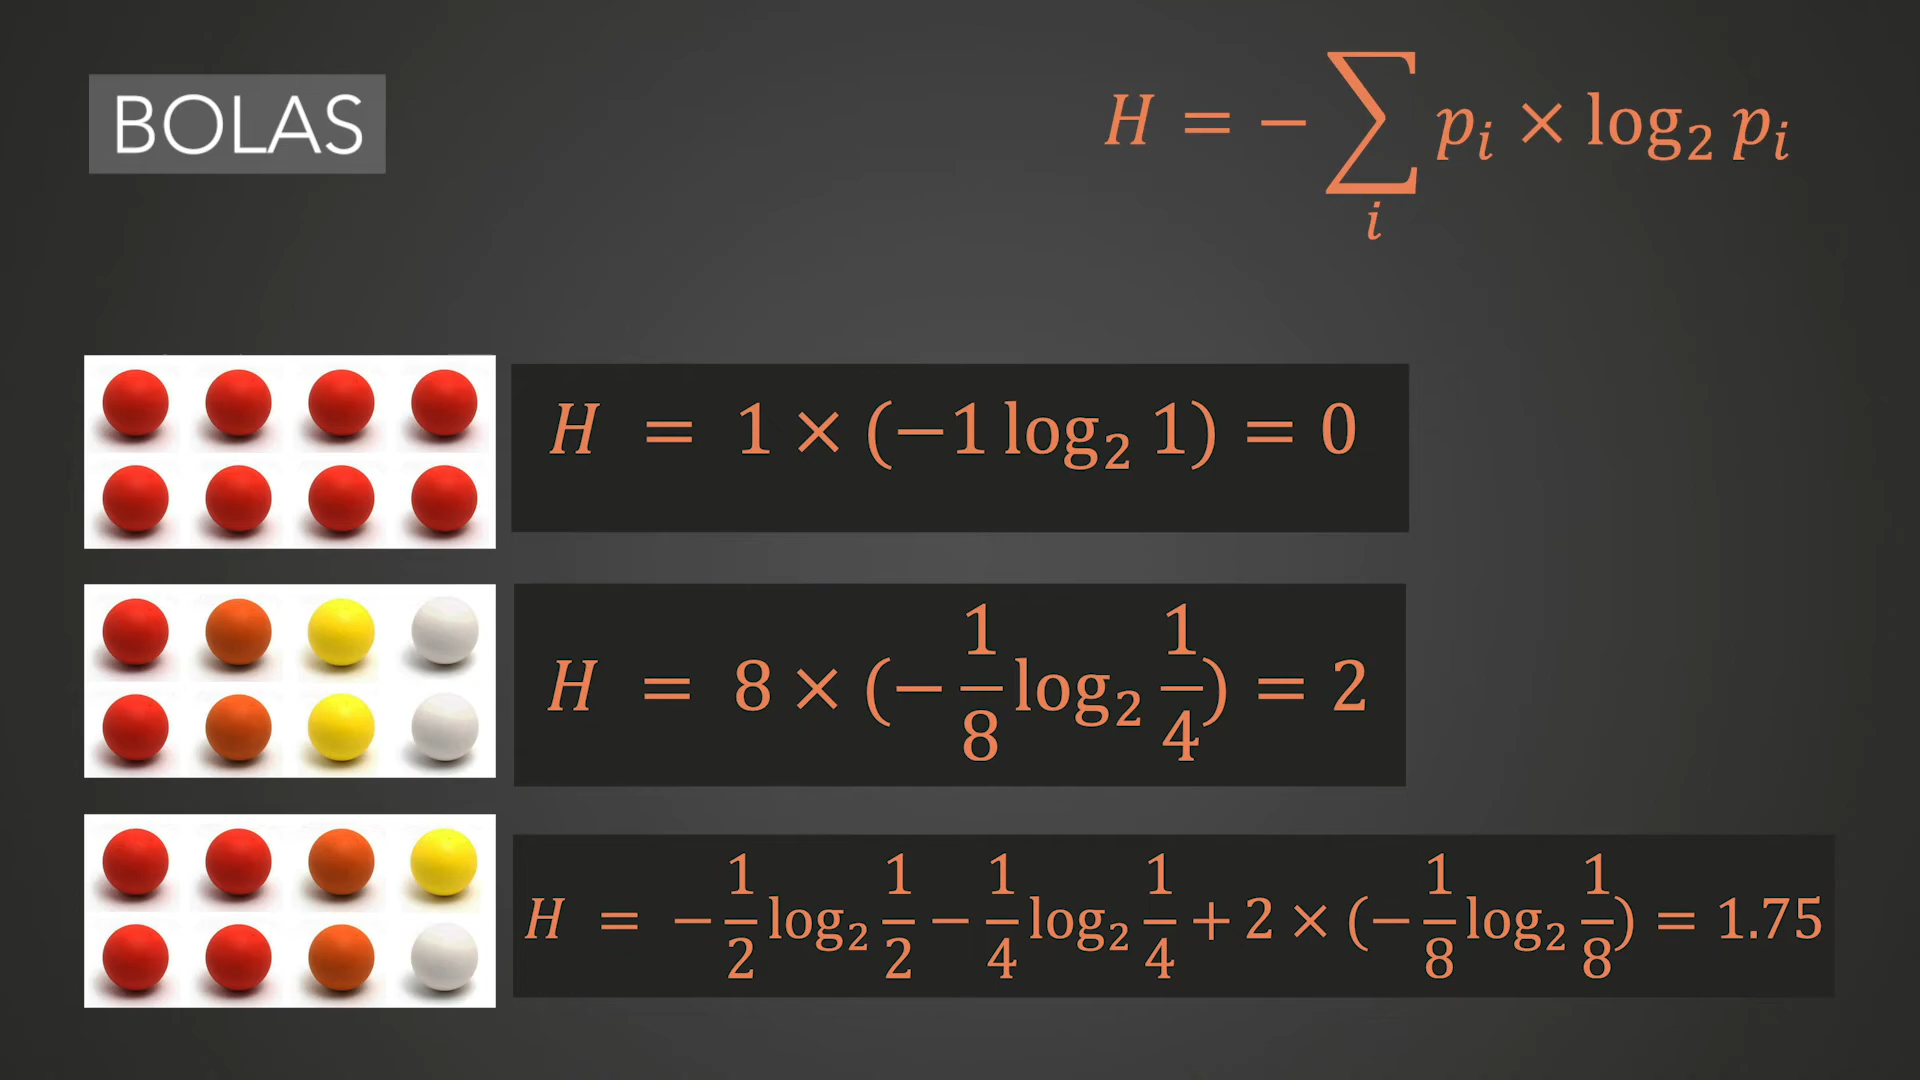 BOLAS
H = − ∑ᵢ pᵢ × log₂ pᵢ
H = 1 × (−1 log₂ 1) = 0
H = 8 × (− 1/8 log₂ 1/4) = 2
H = − 1/2 log₂ 1/2 − 1/4 log₂ 1/4 + 2 × (− 1/8 log₂ 1/8) = 1.75